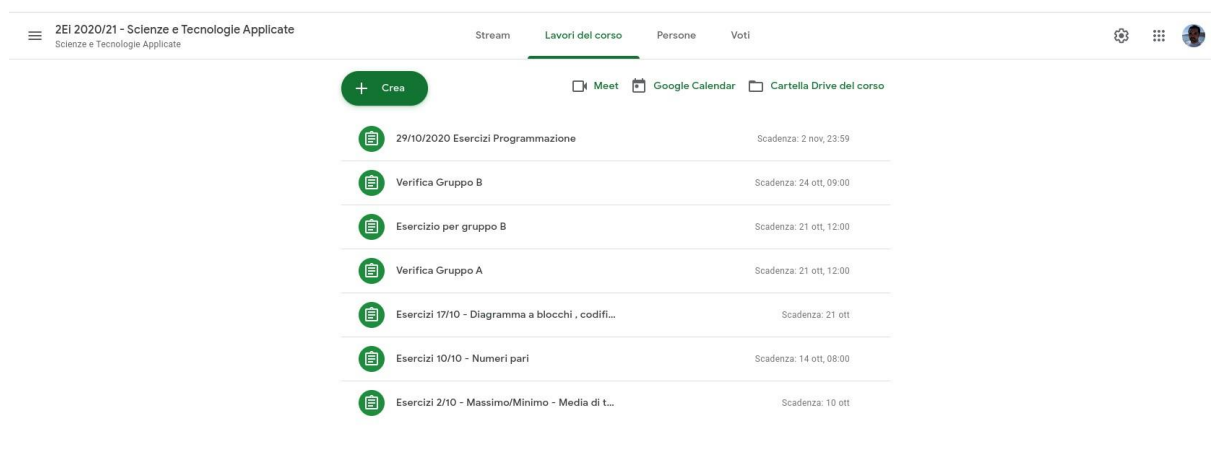 2EI 2020/21 - Scienze e Tecnologie Applicate
Scienze e Tecnologie Applicate
Stream Lavori del corso Persone Voti
+ Crea
Meet Google Calendar Cartella Drive del corso
29/10/2020 Esercizi Programmazione Scadenza: 2 nov, 23:59
Verifica Gruppo B Scadenza: 24 ott, 09:00
Esercizio per gruppo B Scadenza: 21 ott, 12:00
Verifica Gruppo A Scadenza: 21 ott, 12:00
Esercizi 17/10 - Diagramma a blocchi , codifi... Scadenza: 21 ott
Esercizi 10/10 - Numeri pari Scadenza: 14 ott, 08:00
Esercizi 2/10 - Massimo/Minimo - Media di t... Scadenza: 10 ott